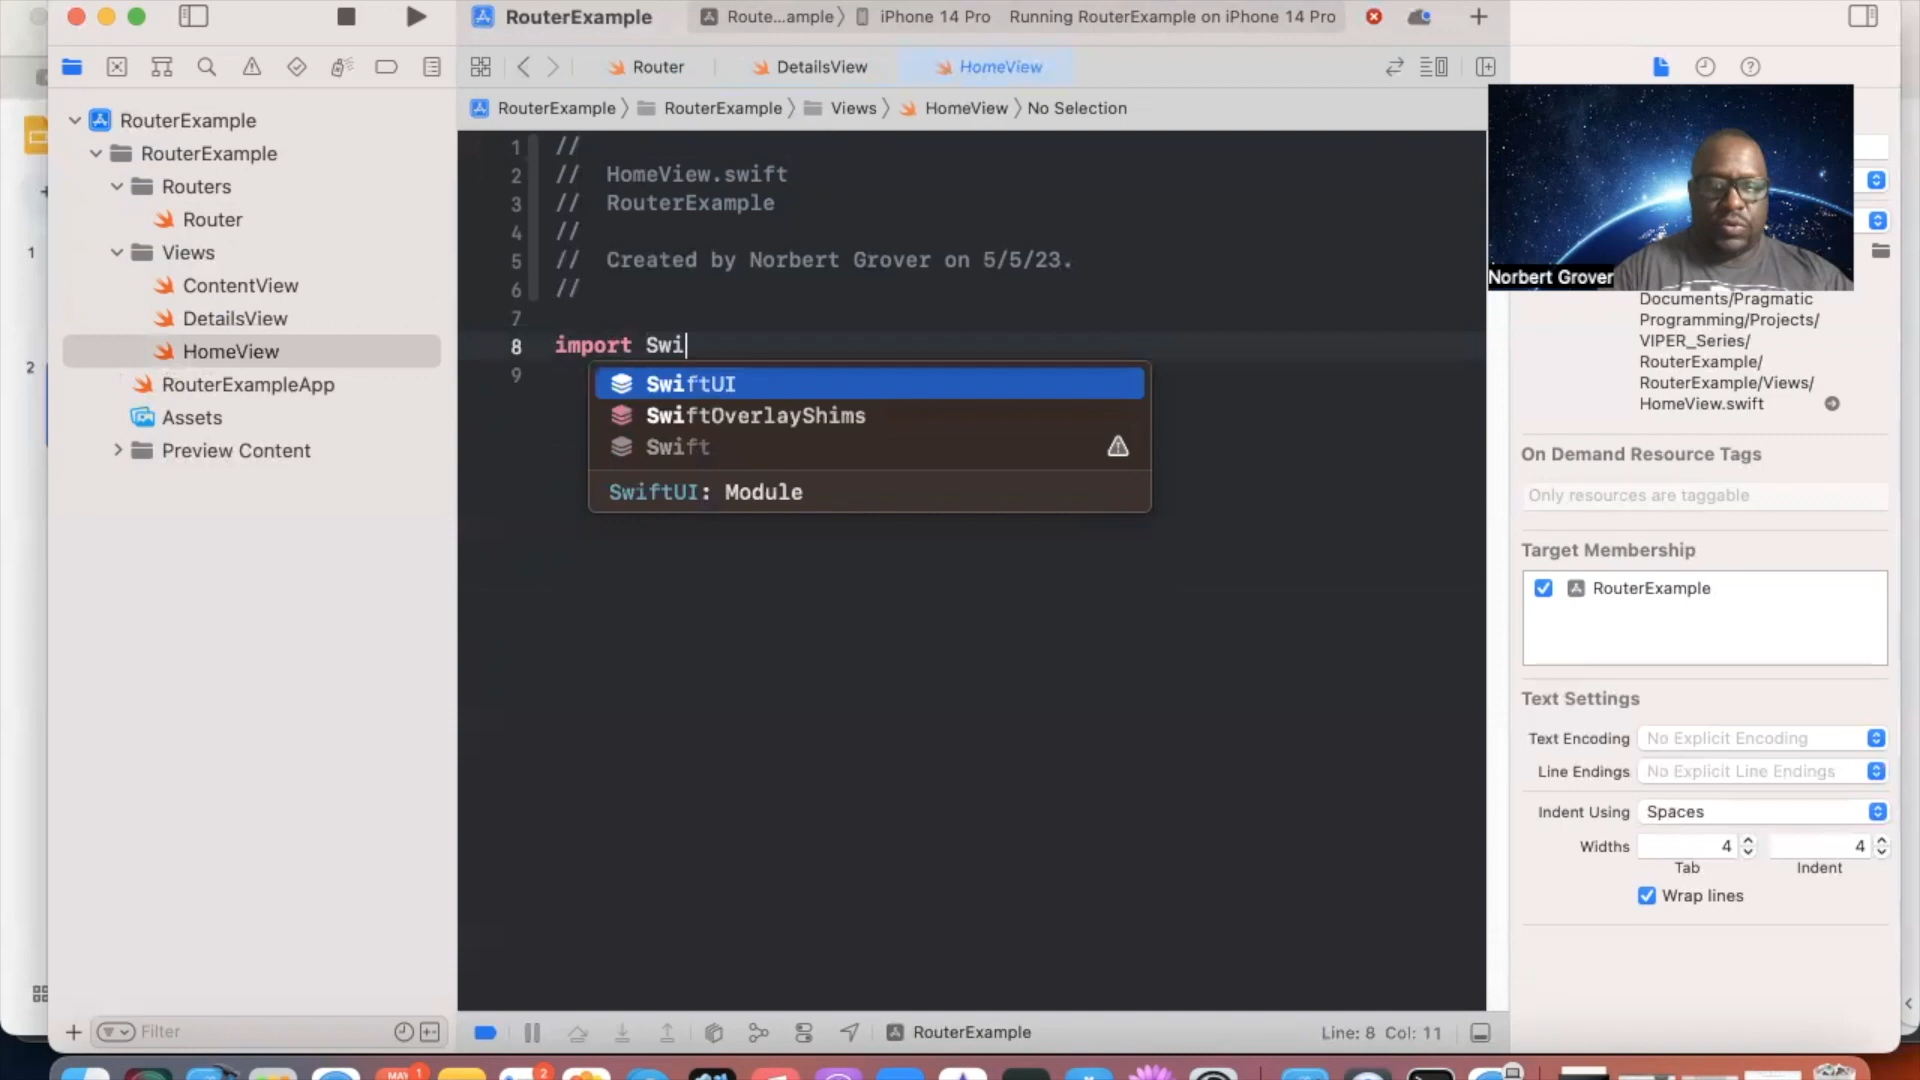 RouterExample
Route...ample 〉 iPhone 14 Pro
Running RouterExample on iPhone 14 Pro
Router
DetailsView
HomeView
RouterExample 〉 RouterExample 〉 Views 〉 HomeView 〉 No Selection
RouterExample
RouterExample
Routers
Router
Views
ContentView
DetailsView
HomeView
RouterExampleApp
Assets
Preview Content
1
2
1 //
2 // HomeView.swift
3 // RouterExample
4 //
5 // Created by Norbert Grover on 5/5/23.
6 //
7
8 import Swi
9
SwiftUI
SwiftOverlayShims
Swift
SwiftUI: Module
Norbert Grover
Documents/Pragmatic
Programming/Projects/
VIPER_Series/
RouterExample/
RouterExample/Views/
HomeView.swift
On Demand Resource Tags
Only resources are taggable
Target Membership
RouterExample
Text Settings
Text Encoding No Explicit Encoding
Line Endings No Explicit Line Endings
Indent Using Spaces
Widths 4 4
Tab Indent
Wrap lines
Filter
RouterExample
Line: 8 Col: 11
MAY 1
2